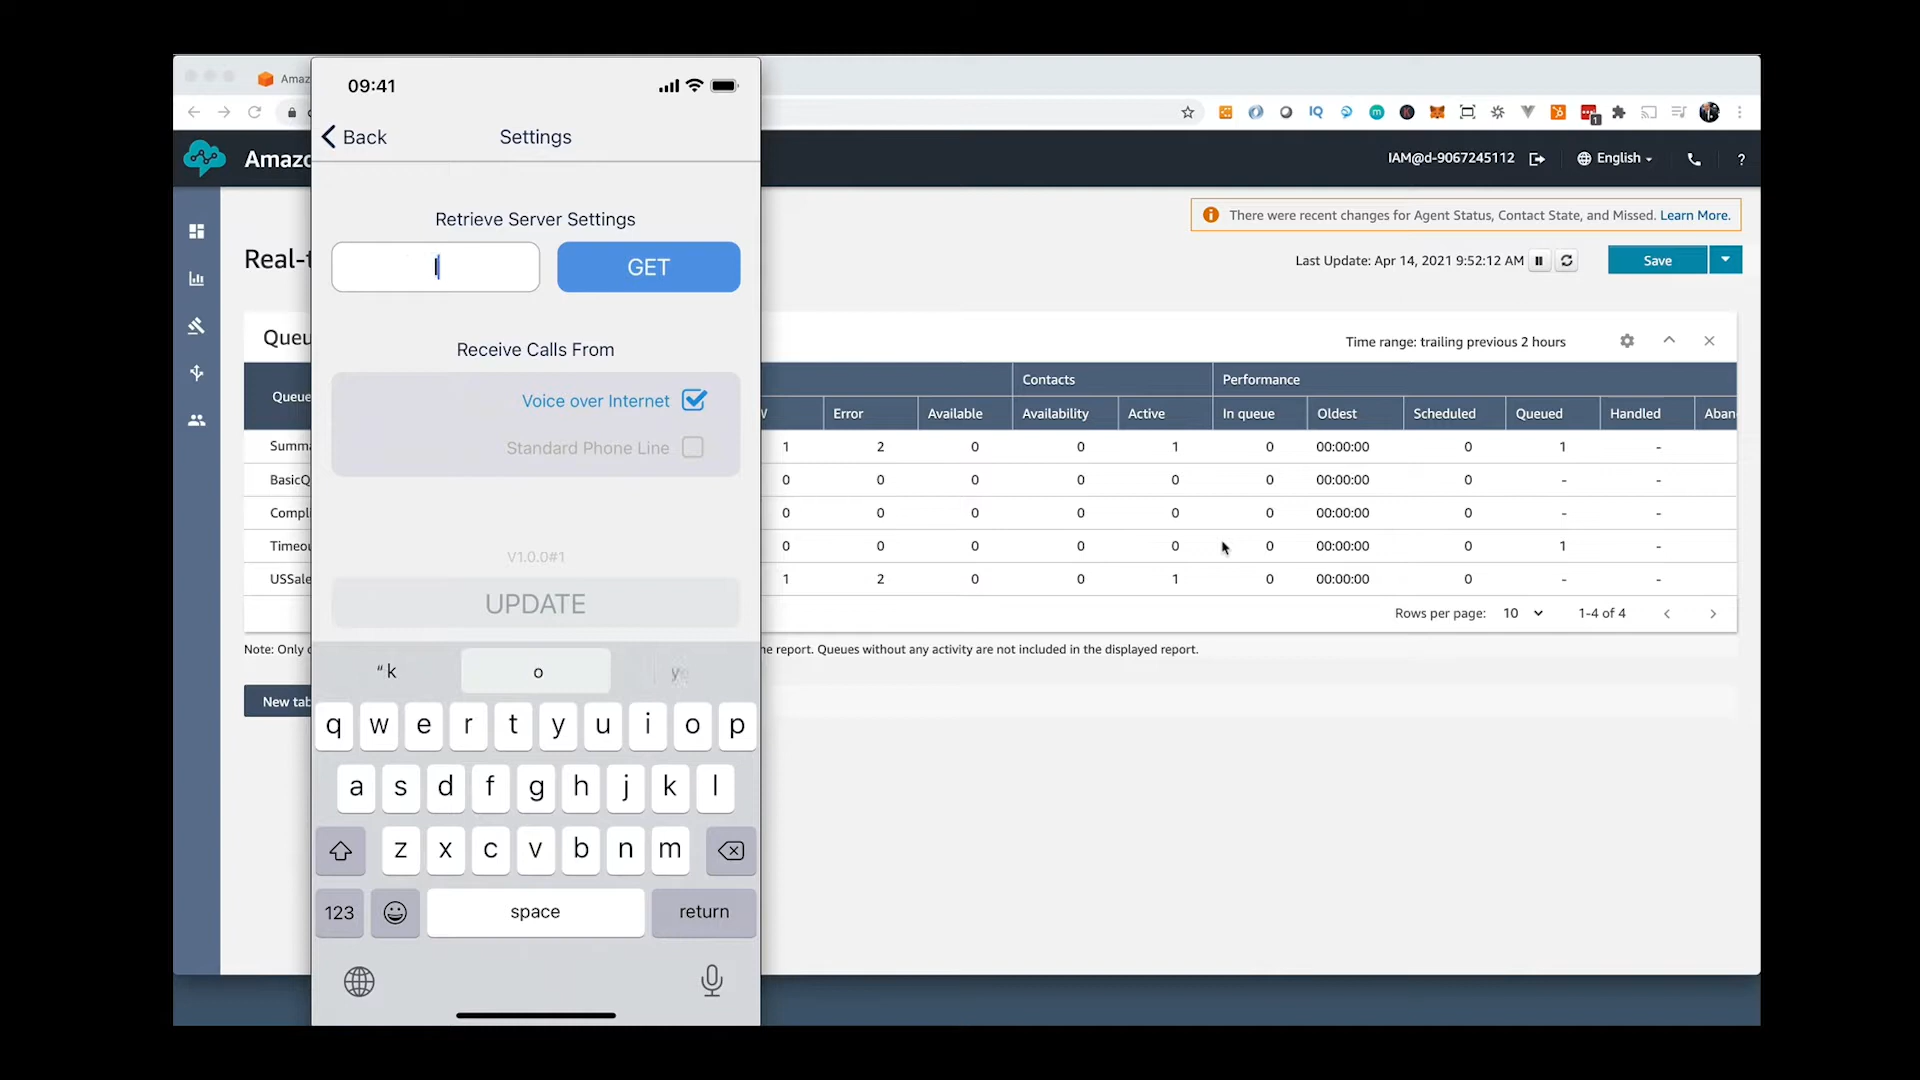 Amaz
09:41
Back
Settings
IQ
1
Amazo
IAM@d-9067245112
English
?
Retrieve Server Settings
GET
There were recent changes for Agent Status, Contact State, and Missed. Learn More.
Real-t
Last Update: Apr 14, 2021 9:52:12 AM
Save
Receive Calls From
Voice over Internet
Standard Phone Line
V1.0.0#1
UPDATE
Queu
Time range: trailing previous 2 hours
Contacts
Performance
Queue
Error
Available
Availability
Active
In queue
Oldest
Scheduled
Queued
Handled
Aban
Summa 1 2 0 0 1 0 00:00:00 0 1 -
BasicQ 0 0 0 0 0 0 00:00:00 0 - -
Compli 0 0 0 0 0 0 00:00:00 0 - -
Timeou 0 0 0 0 0 0 00:00:00 0 1 -
USSale 1 2 0 0 1 0 00:00:00 0 - -
Rows per page: 10 1-4 of 4
Note: Only
e report. Queues without any activity are not included in the displayed report.
New tab
“k
o
q w e r t y u i o p
a s d f g h j k l
z x c v b n m
123
space
return